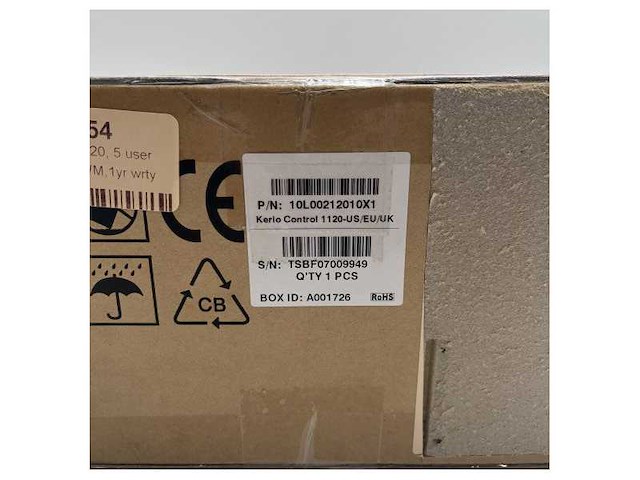 54
20, 5 user
VM,1yr wrty
CE
P/N: 10L00212010X1
Kerio Control 1120-US/EU/UK
S/N: TSBF07009949
Q'TY 1 PCS
BOX ID: A001726 RoHS
CB